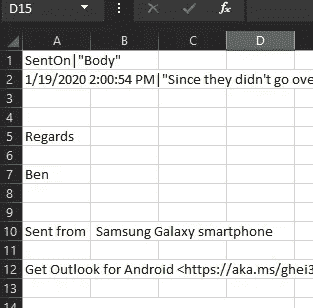 D15
fx
A B C D
1 SentOn|"Body"
2 1/19/2020 2:00:54 PM|"Since they didn't go ove
3
4
5 Regards
6
7 Ben
8
9
10 Sent from Samsung Galaxy smartphone
11
12 Get Outlook for Android <https://aka.ms/ghei3
13